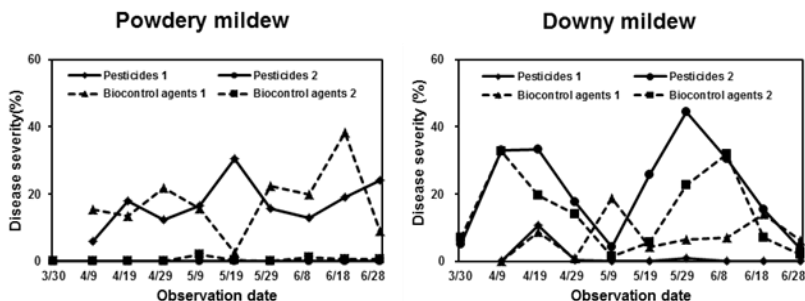 Powdery mildew
60
40
20
0
Disease severity(%)
Pesticides 1
Pesticides 2
Biocontrol agents 1
Biocontrol agents 2
3/30 4/9 4/19 4/29 5/9 5/19 5/29 6/8 6/18 6/28
Observation date
Downy mildew
60
40
20
0
Disease severity (%)
Pesticides 1
Pesticides 2
Biocontrol agents 1
Biocontrol agents 2
3/30 4/9 4/19 4/29 5/9 5/19 5/29 6/8 6/18 6/28
Observation date